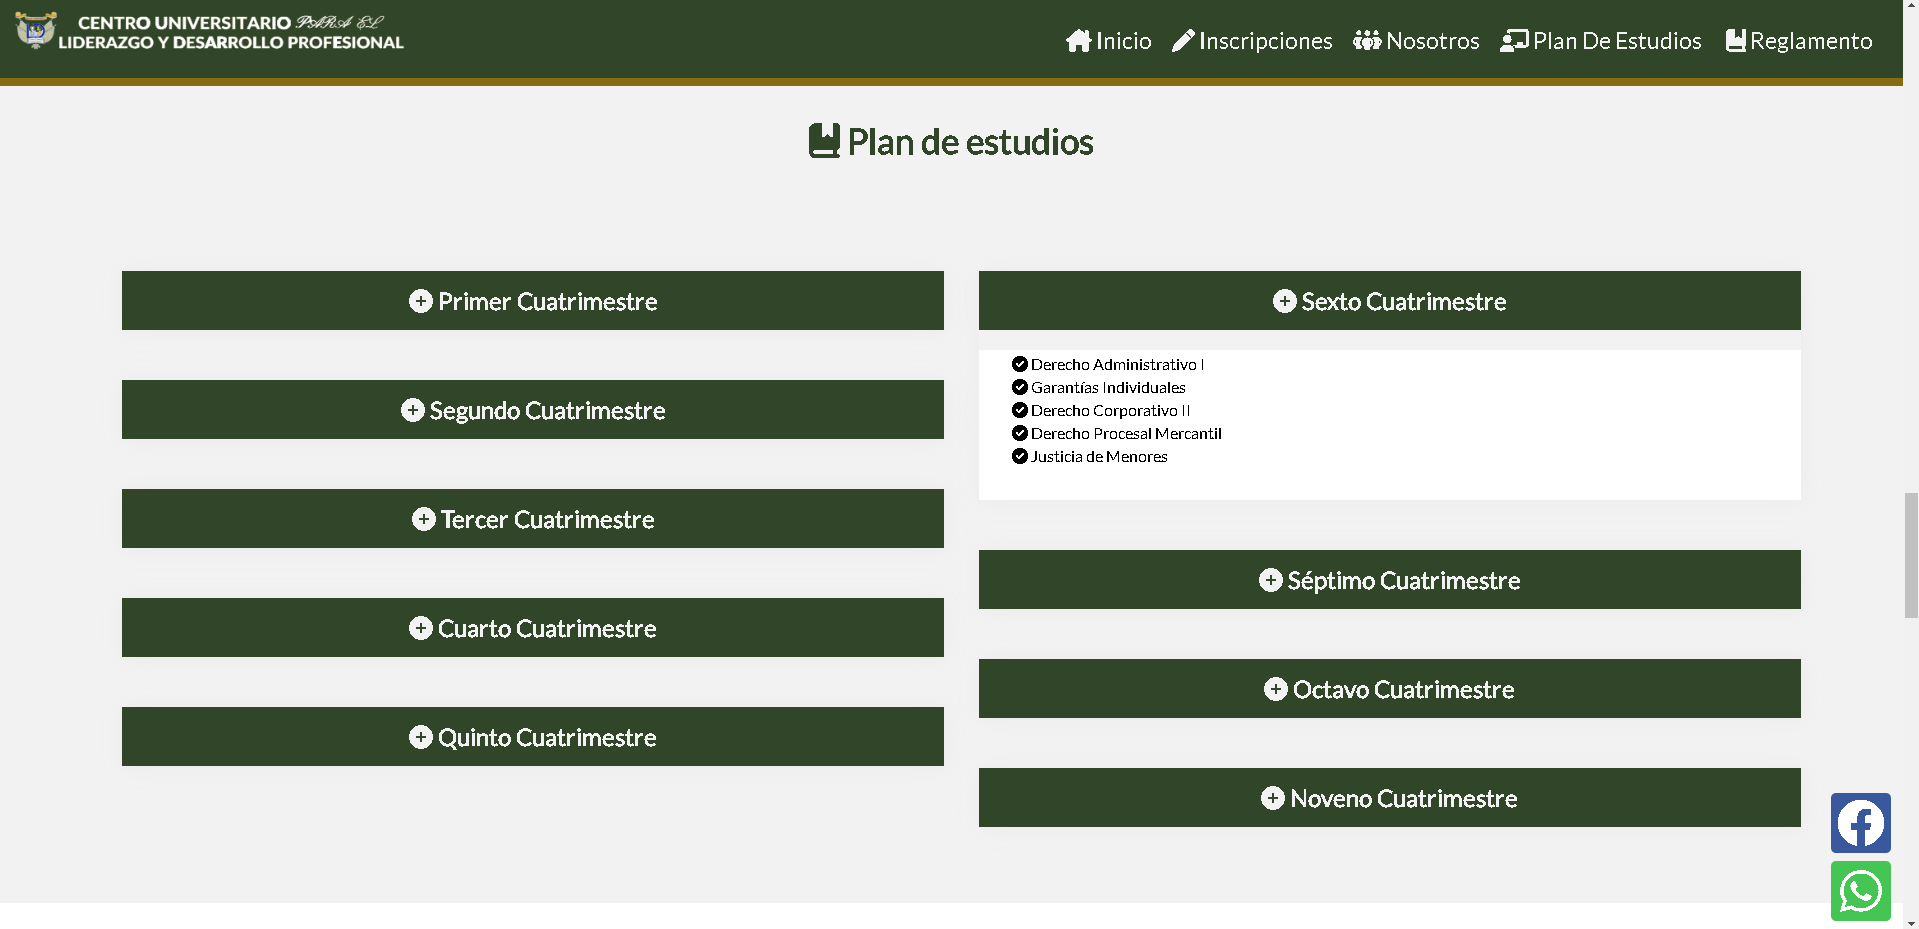 CENTRO UNIVERSITARIO PARA EL
LIDERAZGO Y DESARROLLO PROFESIONAL
Inicio
Inscripciones
Nosotros
Plan De Estudios
Reglamento
Plan de estudios
Primer Cuatrimestre
Segundo Cuatrimestre
Tercer Cuatrimestre
Cuarto Cuatrimestre
Quinto Cuatrimestre
Sexto Cuatrimestre
Derecho Administrativo I
Garantías Individuales
Derecho Corporativo II
Derecho Procesal Mercantil
Justicia de Menores
Séptimo Cuatrimestre
Octavo Cuatrimestre
Noveno Cuatrimestre